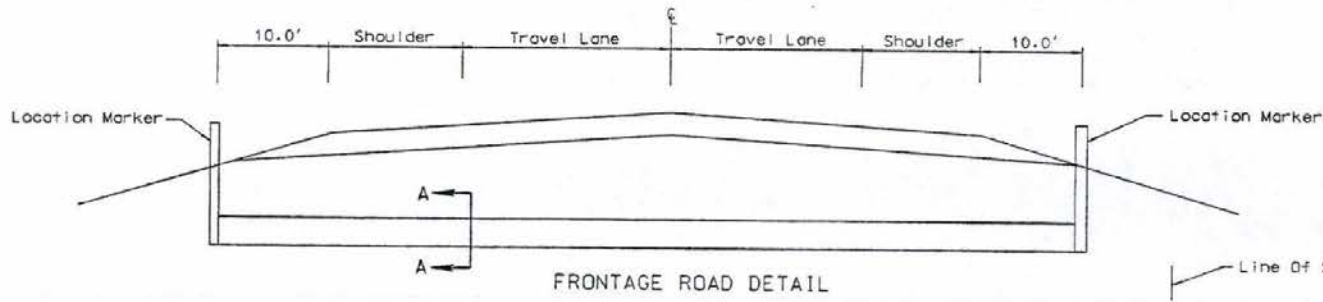 ℄
10.0' Shoulder Travel Lane Travel Lane Shoulder 10.0'
Location Marker
Location Marker
A
A
FRONTAGE ROAD DETAIL
Line Of